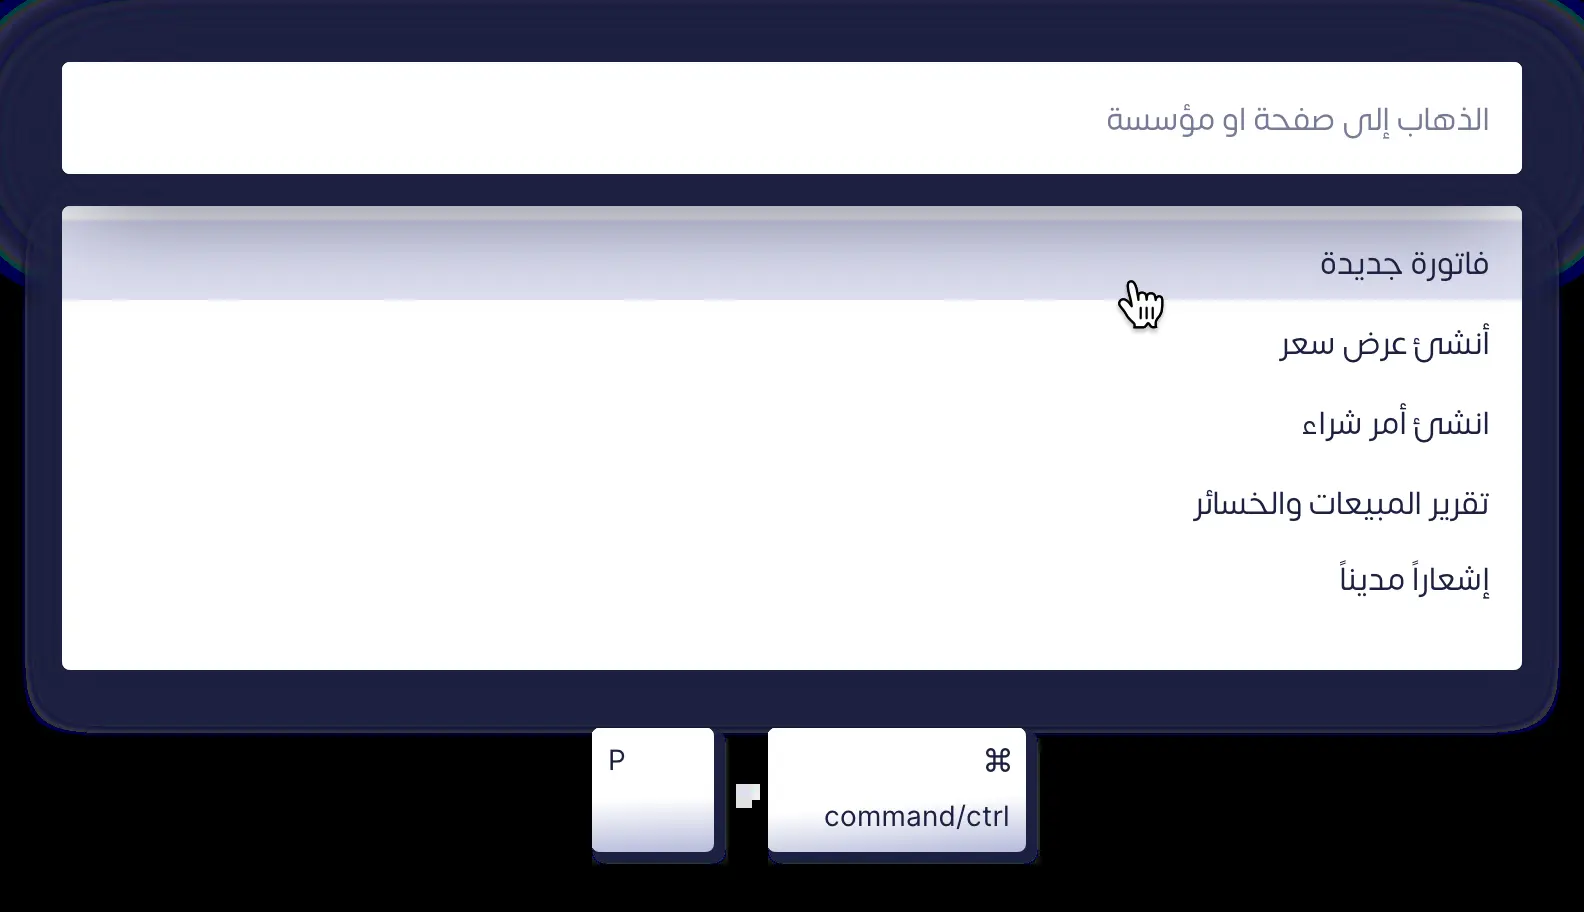 الذهاب إلى صفحة او مؤسسة
فاتورة جديدة
أنشئ عرض سعر
انشئ أمر شراء
تقرير المبيعات والخسائر
إشعاراً مديناً
⌘
command/ctrl
P